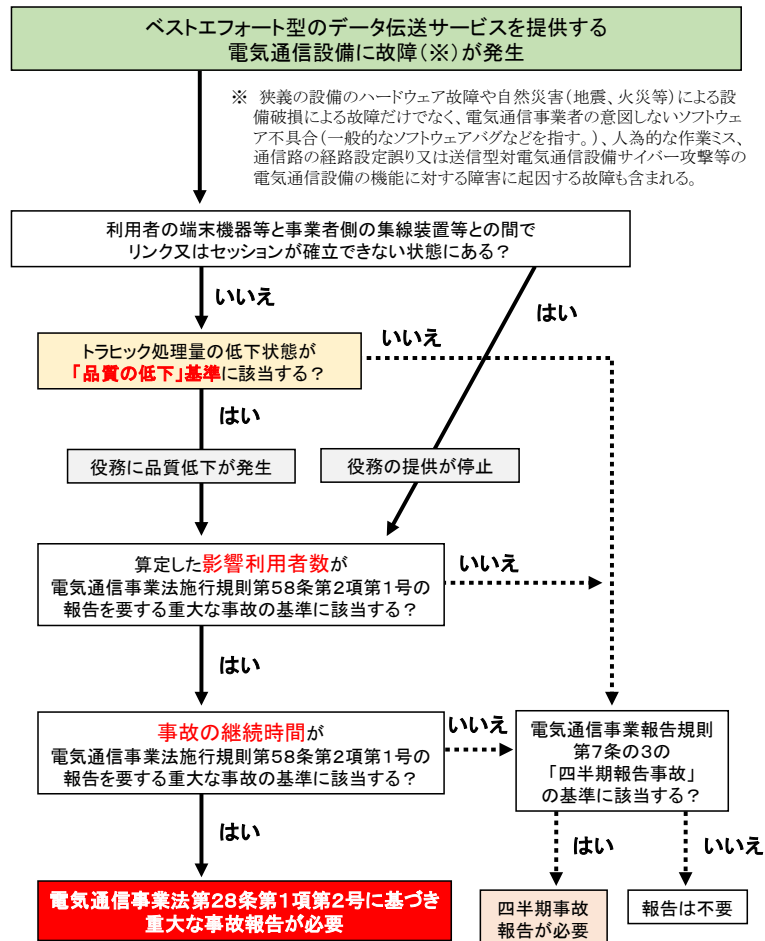 ベストエフォート型のデータ伝送サービスを提供する
電気通信設備に故障(※)が発生
※ 狭義の設備のハードウェア故障や自然災害(地震、火災等)による設
備破損による故障だけでなく、電気通信事業者の意図しないソフトウェ
ア不具合(一般的なソフトウェアバグなどを指す。)、人為的な作業ミス、
通信路の経路設定誤り又は送信型対電気通信設備サイバー攻撃等の
電気通信設備の機能に対する障害に起因する故障も含まれる。
利用者の端末機器等と事業者側の集線装置等との間で
リンク又はセッションが確立できない状態にある?
いいえ
はい
トラヒック処理量の低下状態が
「品質の低下」基準に該当する?
いいえ
はい
役務に品質低下が発生
役務の提供が停止
算定した影響利用者数が
電気通信事業法施行規則第58条第2項第1号の
報告を要する重大な事故の基準に該当する?
いいえ
はい
事故の継続時間が
電気通信事業法施行規則第58条第2項第1号の
報告を要する重大な事故の基準に該当する?
いいえ
電気通信事業報告規則
第7条の3の
「四半期報告事故」
の基準に該当する?
はい
はい
いいえ
電気通信事業法第28条第1項第2号に基づき
重大な事故報告が必要
四半期事故
報告が必要
報告は不要